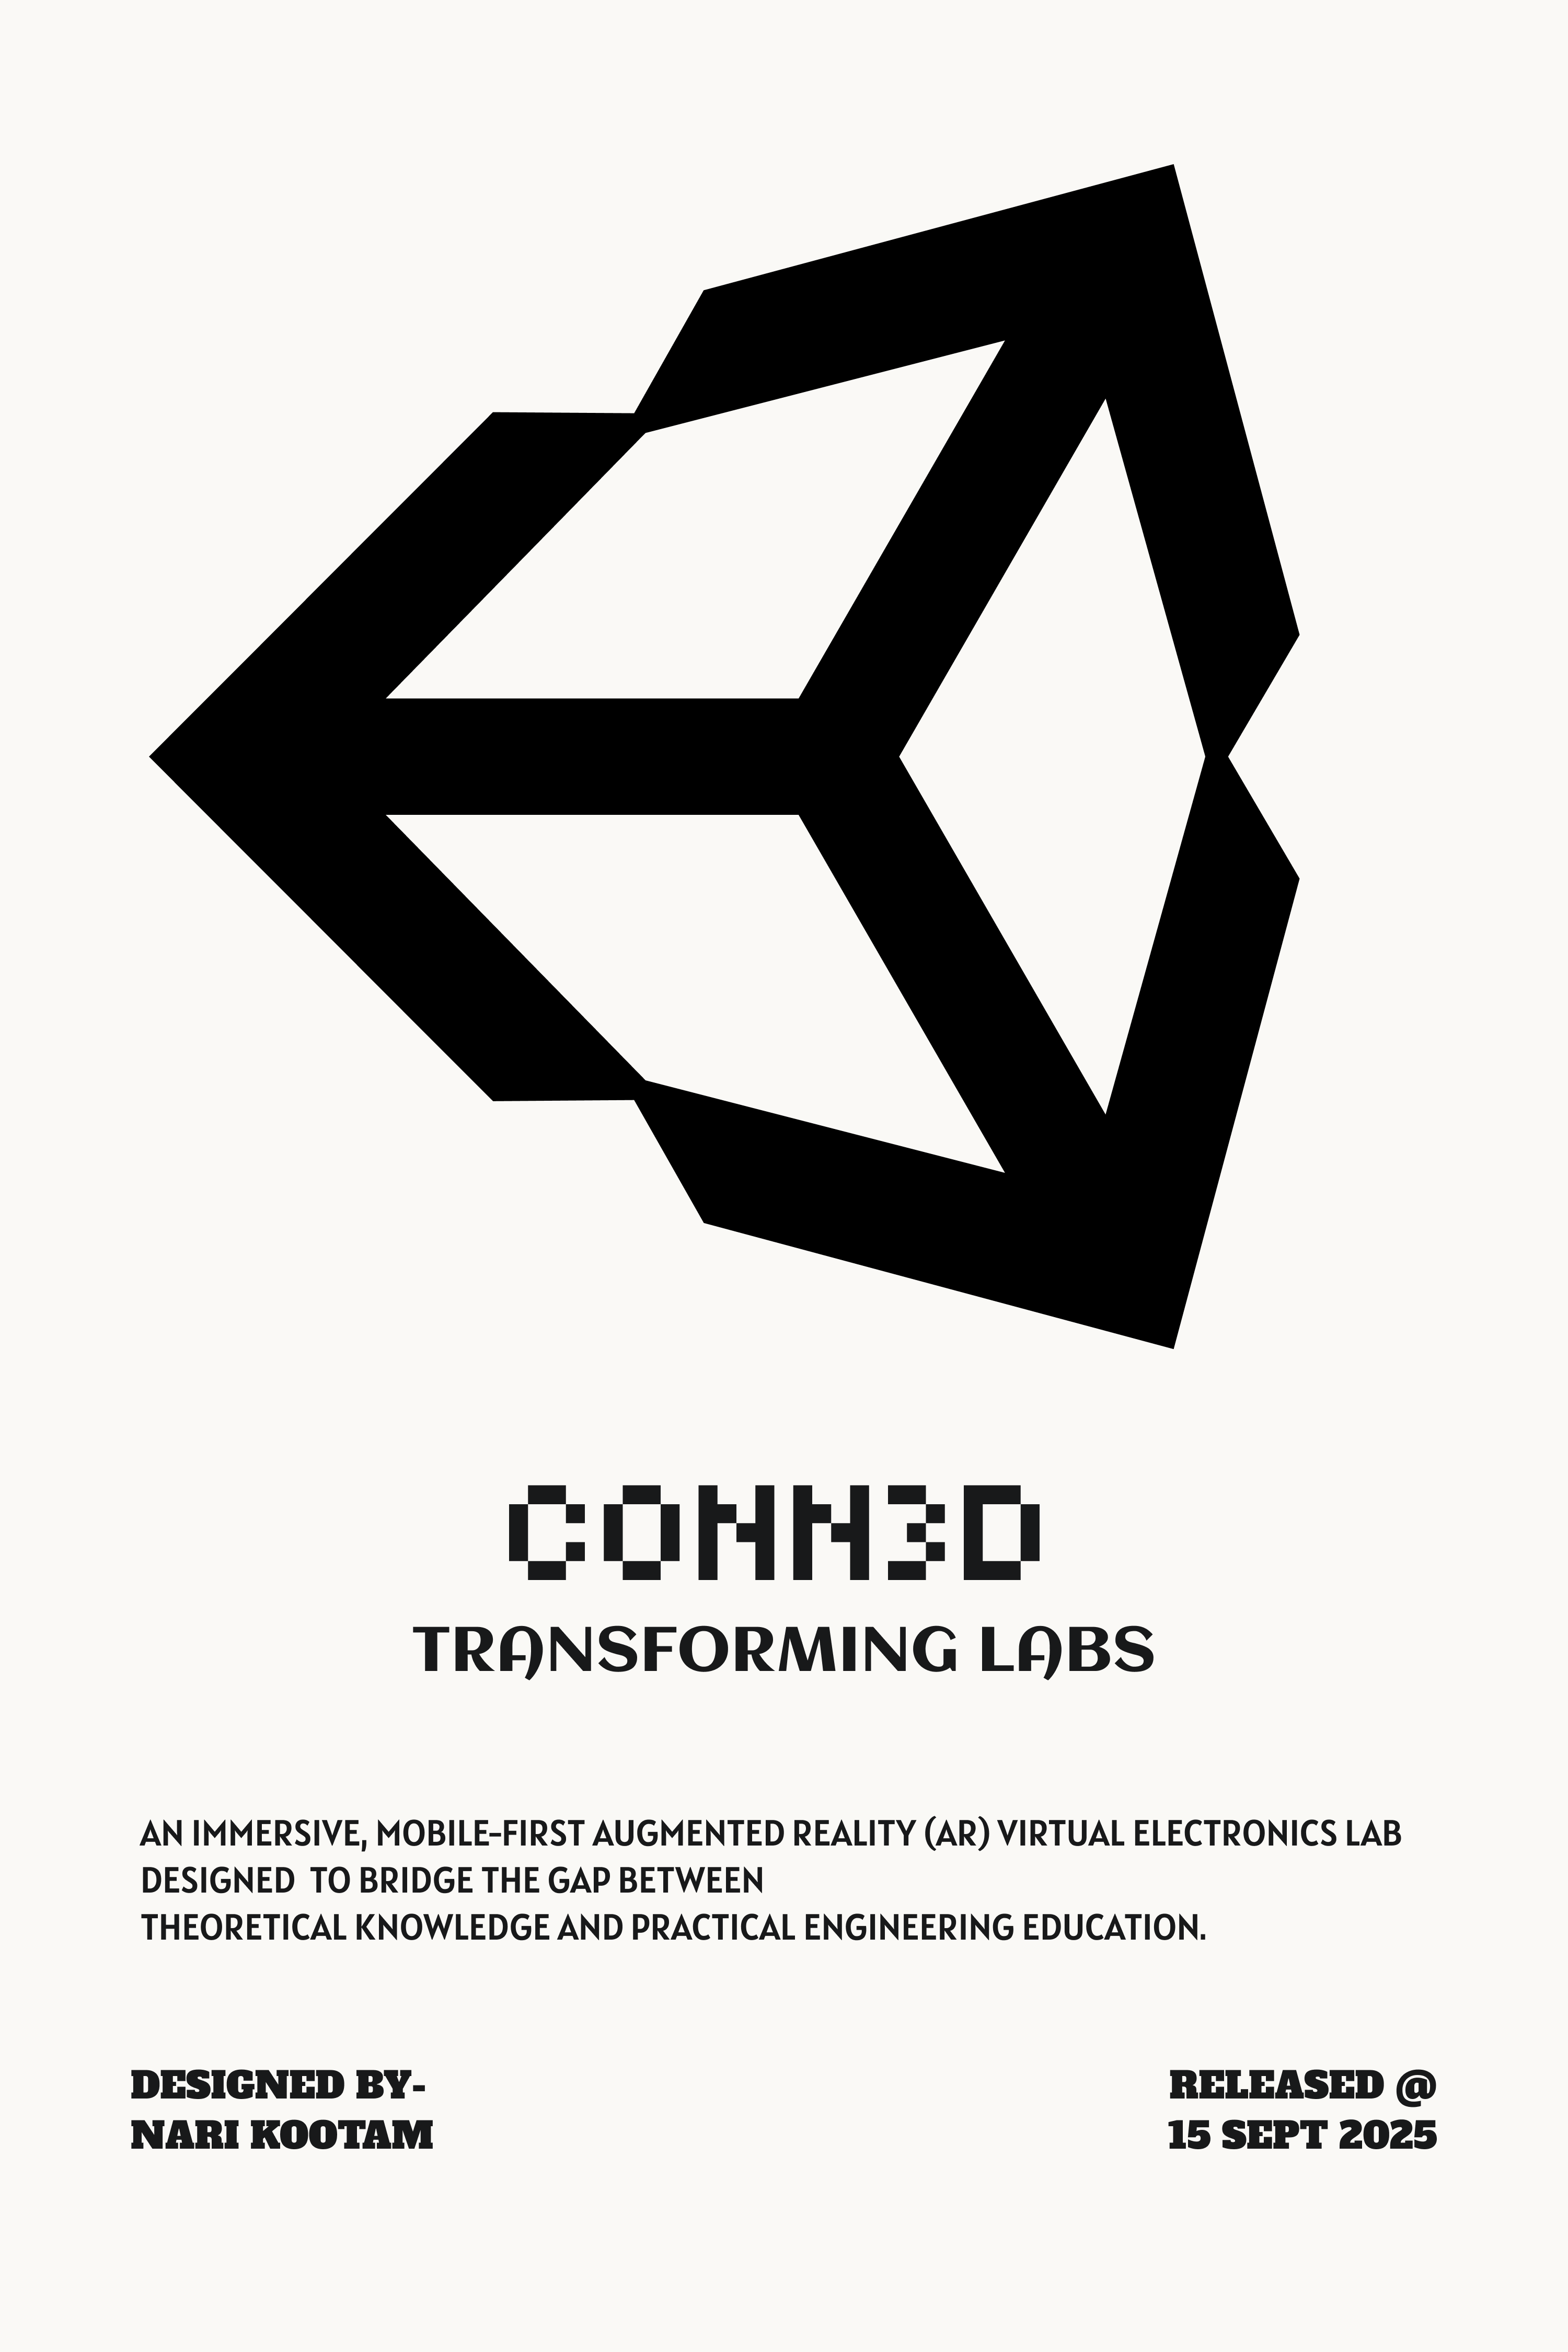 CONN3D
TRANSFORMING LABS
AN IMMERSIVE, MOBILE-FIRST AUGMENTED REALITY (AR) VIRTUAL ELECTRONICS LAB
DESIGNED  TO BRIDGE THE GAP BETWEEN
THEORETICAL KNOWLEDGE AND PRACTICAL ENGINEERING EDUCATION.
DESIGNED BY-
NARI KOOTAM
RELEASED @
15 SEPT 2025